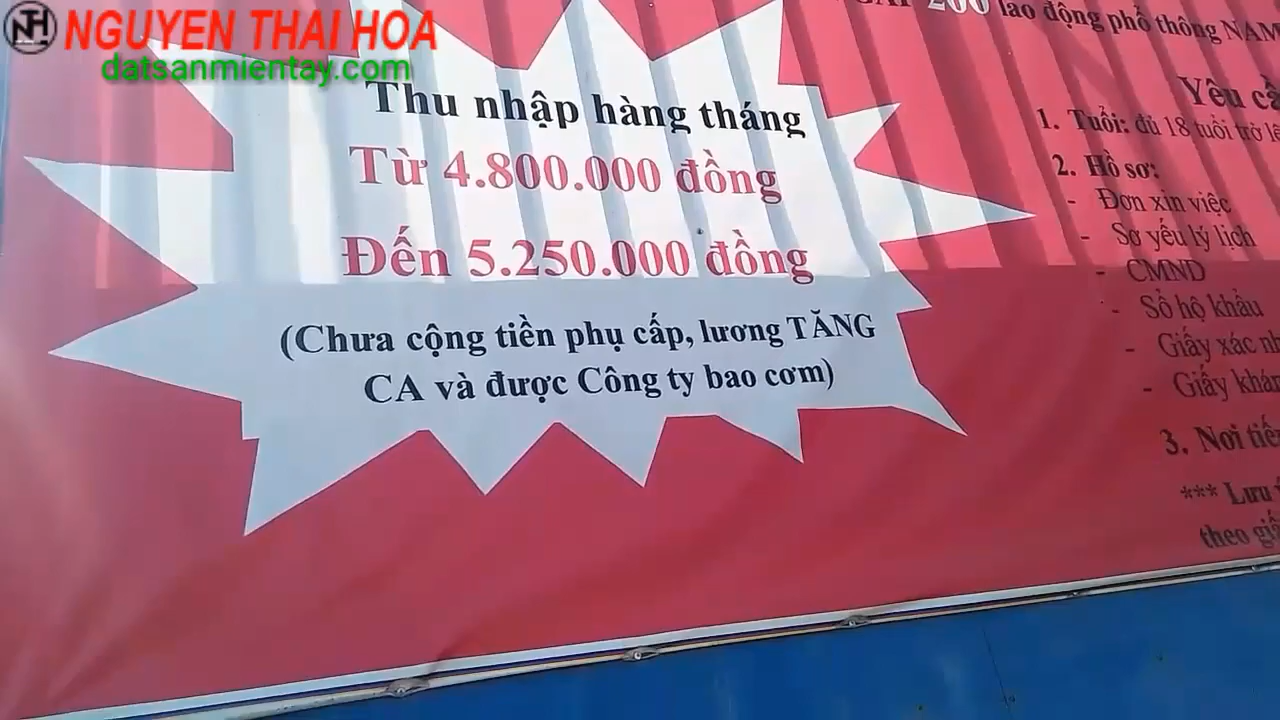 NGUYEN THAI HOA
datsanmientay.com
Thu nhập hàng tháng
Từ 4.800.000 đồng
Đến 5.250.000 đồng
(Chưa cộng tiền phụ cấp, lương TĂNG
CA và được Công ty bao cơm)
200 lao động phổ thông NAM
Yêu
1. Tuổi: đủ 18 tuổi trở
2. Hồ sơ:
- Đơn xin việc
- Sơ yếu lý lịch
- CMND
- Sổ hộ khẩu
- Giấy xác
- Giấy
3. Nơi
*** Lưu
theo